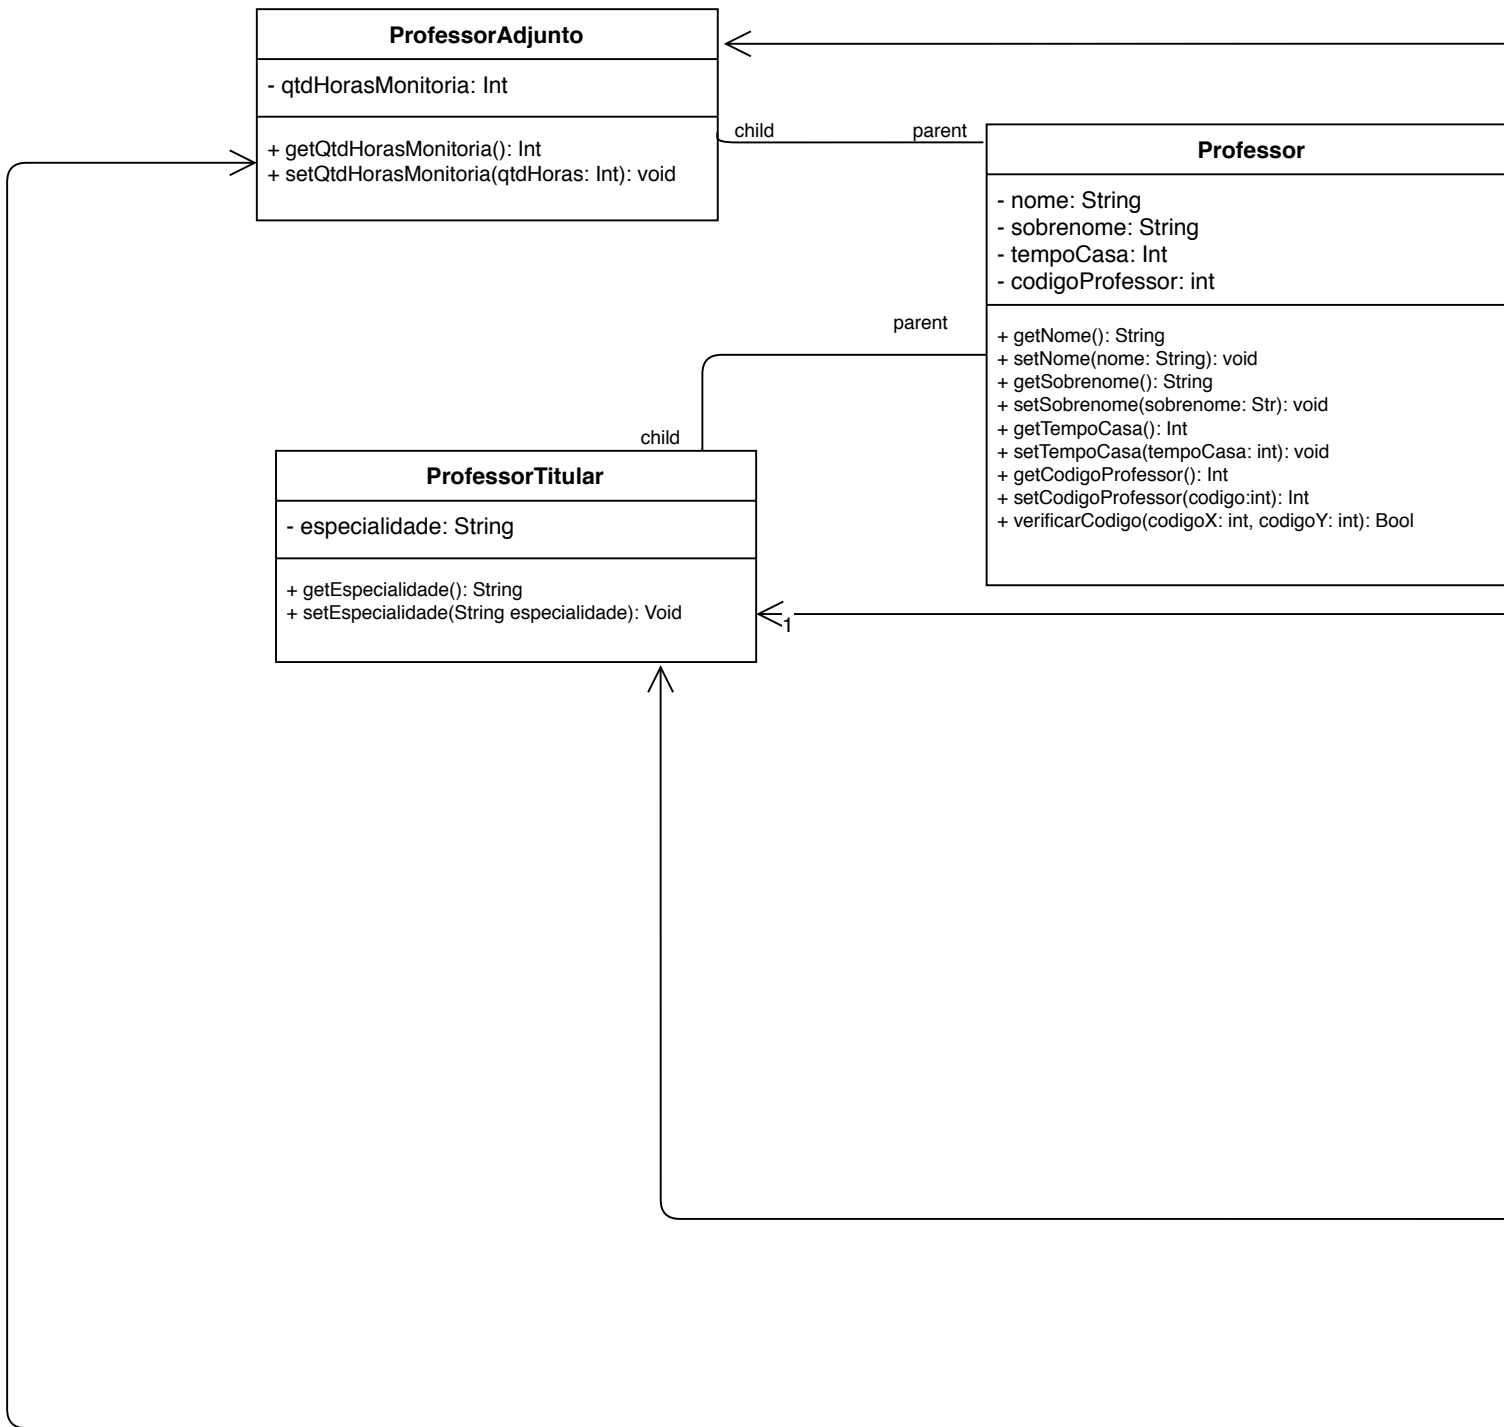 ProfessorAdjunto
- qtdHorasMonitoria: Int
+ getQtdHorasMonitoria(): Int
+ setQtdHorasMonitoria(qtdHoras: Int): void
child
parent
Professor
- nome: String
- sobrenome: String
- tempoCasa: Int
- codigoProfessor: int
+ getNome(): String
+ setNome(nome: String): void
+ getSobrenome(): String
+ setSobrenome(sobrenome: Str): void
+ getTempoCasa(): Int
+ setTempoCasa(tempoCasa: int): void
+ getCodigoProfessor(): Int
+ setCodigoProfessor(codigo:int): Int
+ verificarCodigo(codigoX: int, codigoY: int): Bool
parent
child
ProfessorTitular
- especialidade: String
+ getEspecialidade(): String
+ setEspecialidade(String especialidade): Void
1